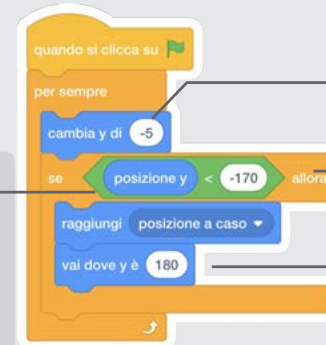 quando si clicca su
per sempre
cambia y di -5
se posizione y < -170 allora
raggiungi posizione a caso
vai dove y è 180